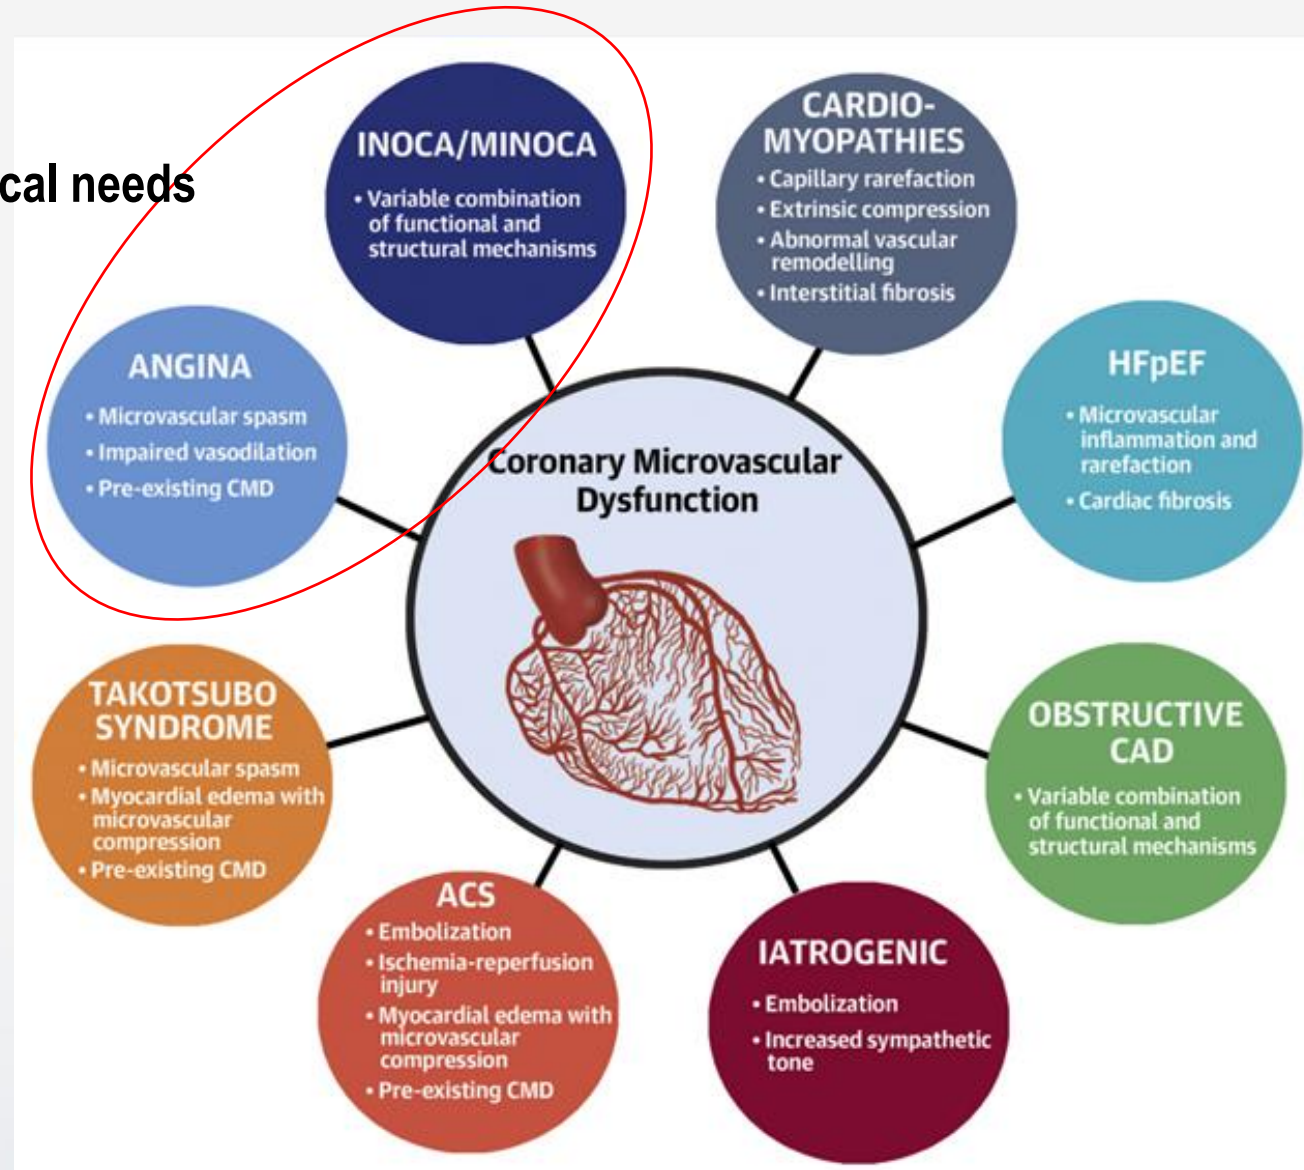 cal needs
INOCA/MINOCA
• Variable combination
of functional and
structural mechanisms
CARDIO-
MYOPATHIES
• Capillary rarefaction
• Extrinsic compression
• Abnormal vascular
remodelling
• Interstitial fibrosis
ANGINA
• Microvascular spasm
• Impaired vasodilation
• Pre-existing CMD
HFpEF
• Microvascular
inflammation and
rarefaction
• Cardiac fibrosis
Coronary Microvascular
Dysfunction
TAKOTSUBO
SYNDROME
• Microvascular spasm
• Myocardial edema with
microvascular
compression
• Pre-existing CMD
OBSTRUCTIVE
CAD
• Variable combination
of functional and
structural mechanisms
ACS
• Embolization
• Ischemia-reperfusion
injury
• Myocardial edema with
microvascular
compression
• Pre-existing CMD
IATROGENIC
• Embolization
• Increased sympathetic
tone